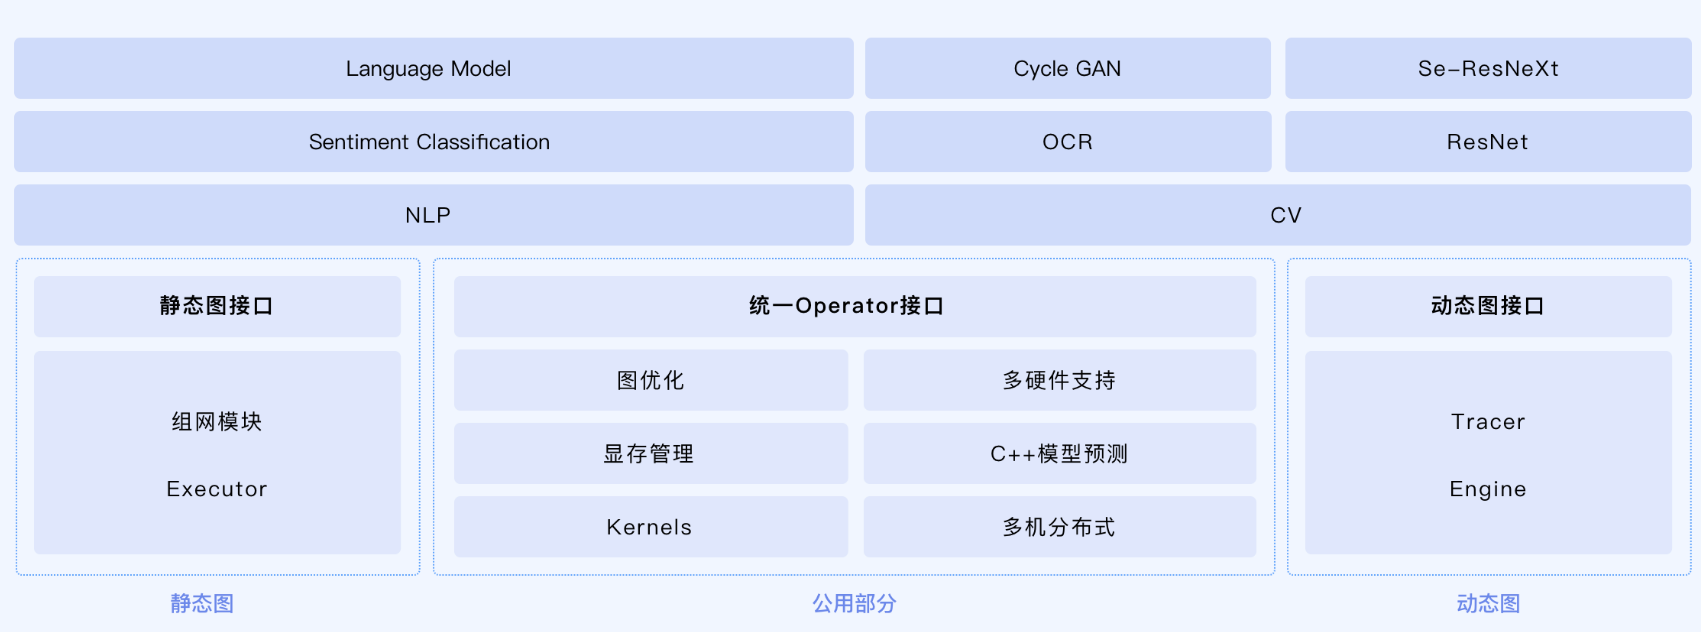 Language Model
Cycle GAN
Se-ResNeXt
Sentiment Classification
OCR
ResNet
NLP
CV
静态图接口
组网模块
Executor
统一Operator接口
图优化
多硬件支持
显存管理
C++模型预测
Kernels
多机分布式
动态图接口
Tracer
Engine
静态图
公用部分
动态图